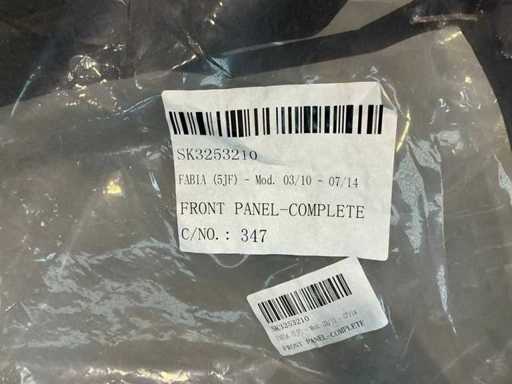 SK3253210
FABIA (5JF) - Mod. 03/10 - 07/14
FRONT PANEL-COMPLETE
C/NO.: 347
SK3253210
FRONT PANEL-COMPLETE